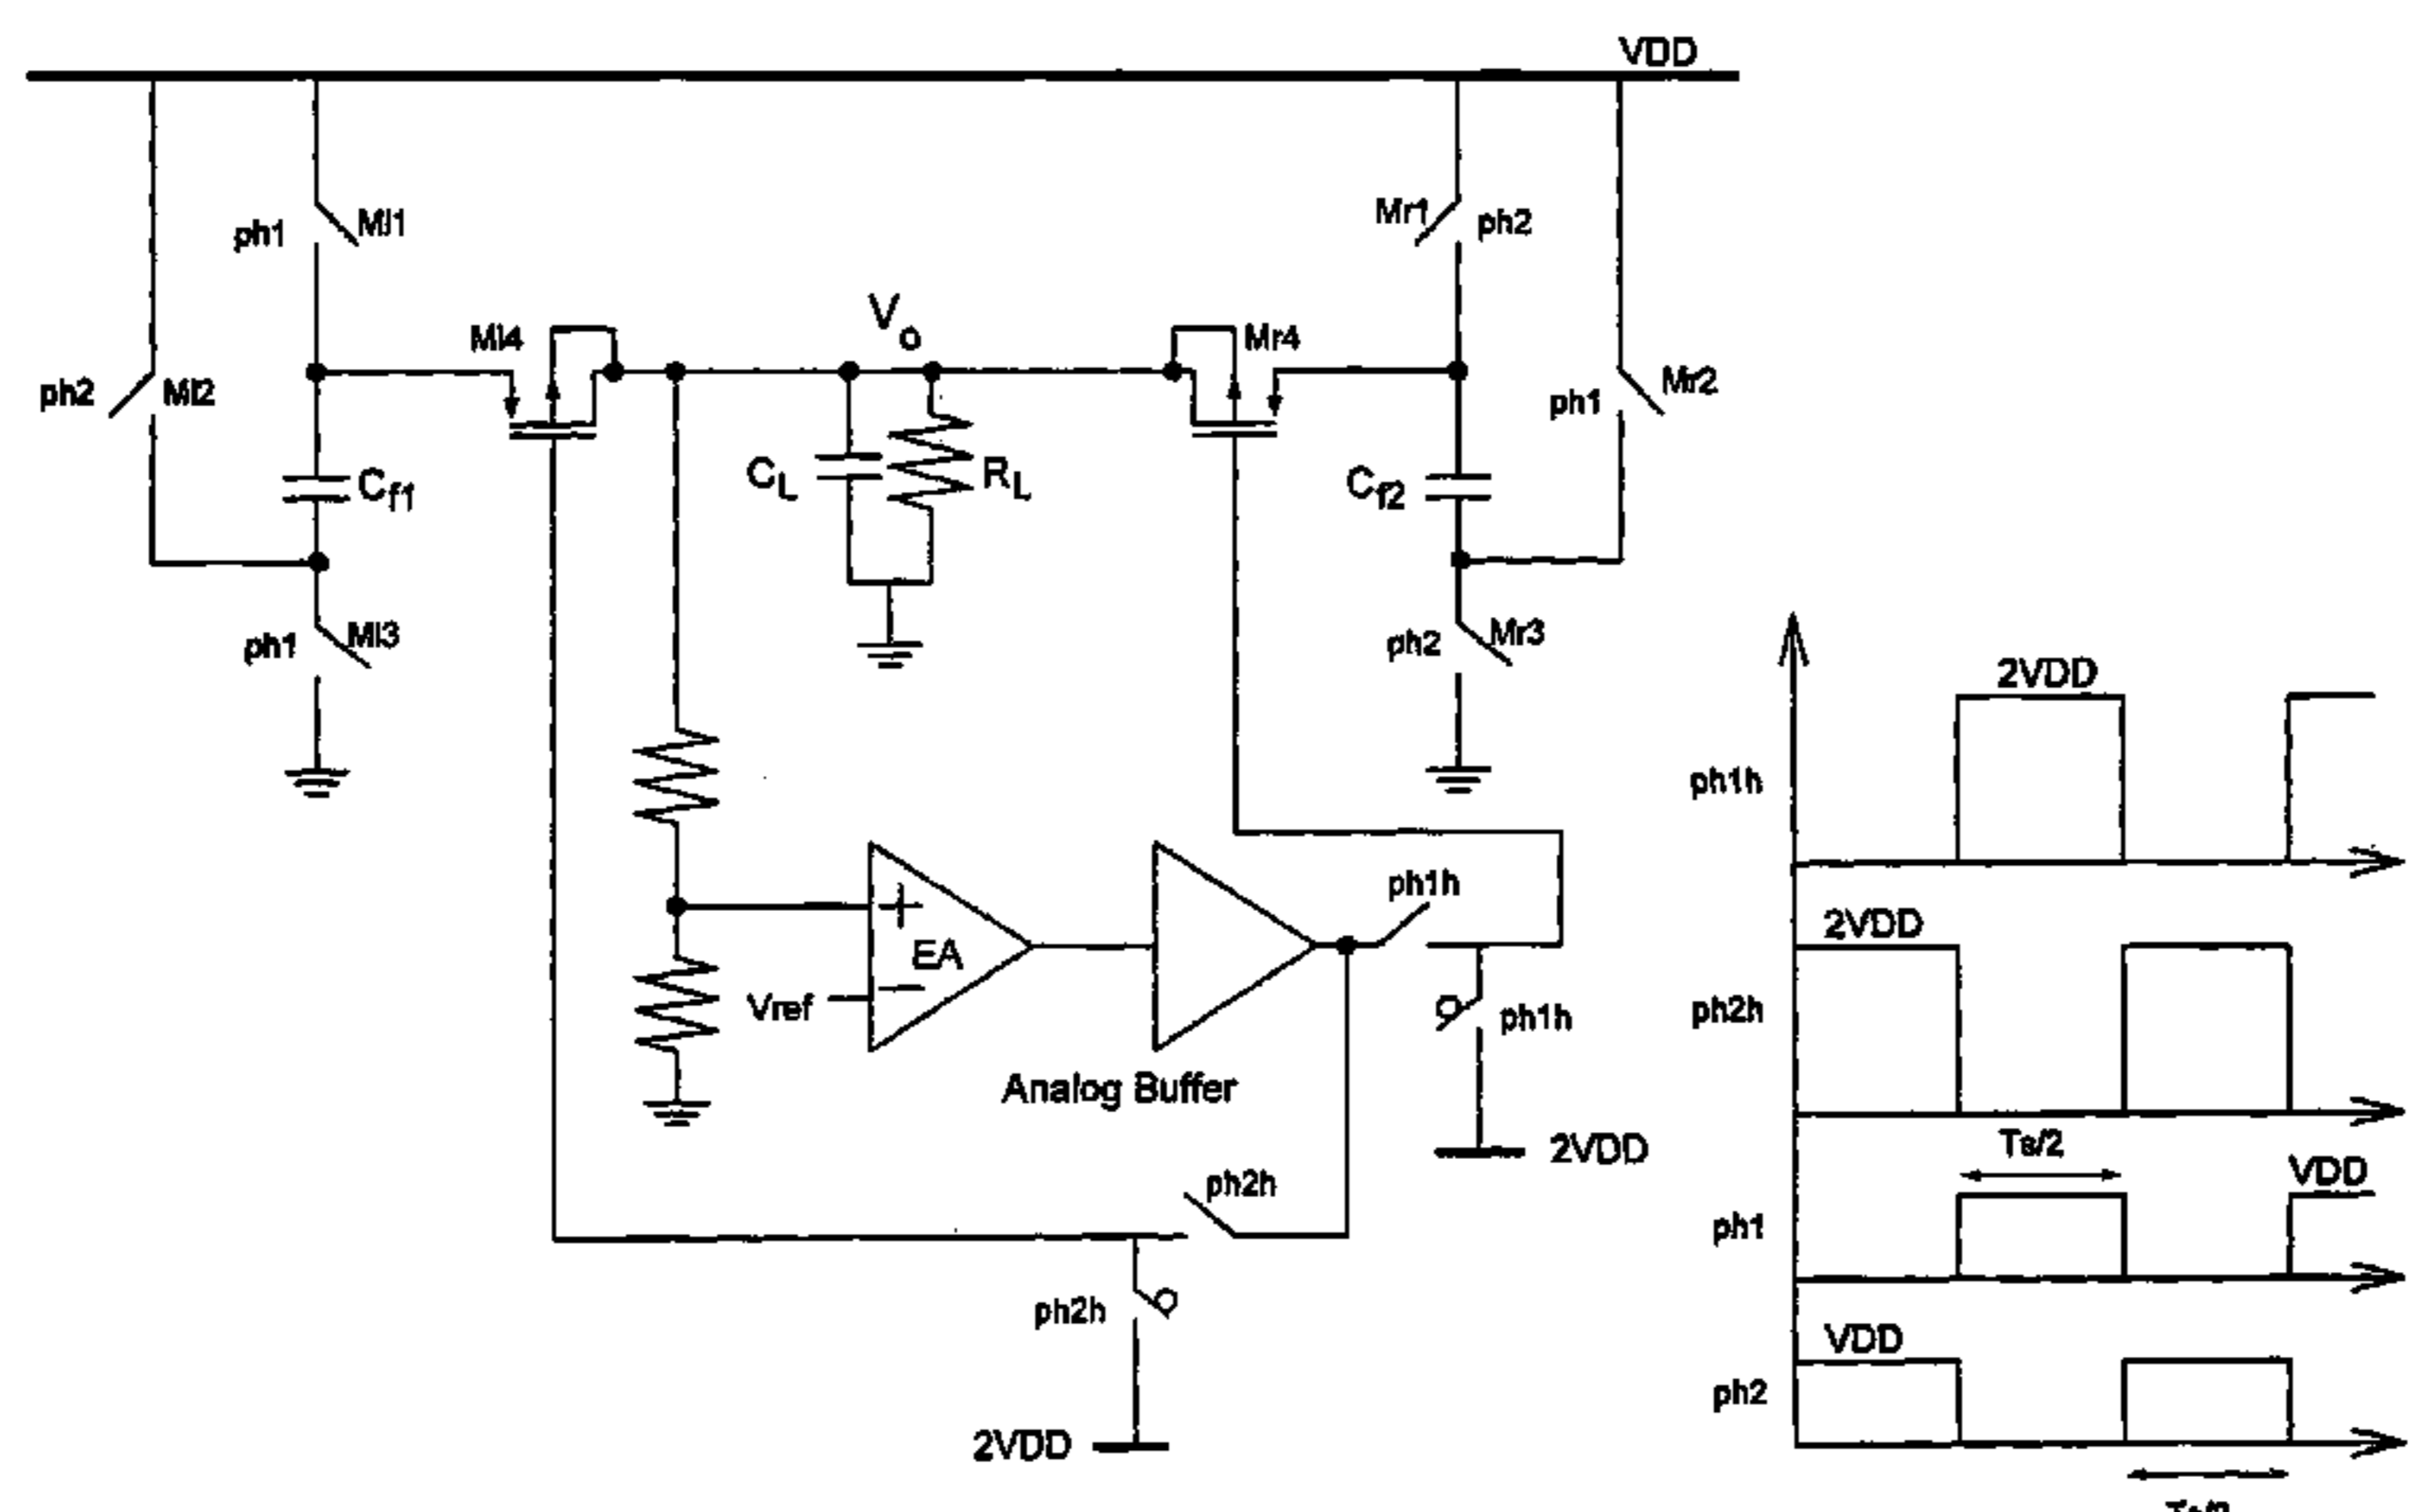 VDD
ph1
Ml1
Mr1
ph2
Vo
Ml4
Mr4
ph2
Ml2
ph1
Mr2
Cf1
CL
RL
Cf2
ph1
Ml3
ph2
Mr3
2VDD
ph1h
2VDD
ph1h
+
EA
−
Vref
ph1h
ph2h
Analog Buffer
Ts/2
2VDD
VDD
ph2h
ph1
ph2h
VDD
ph2
2VDD